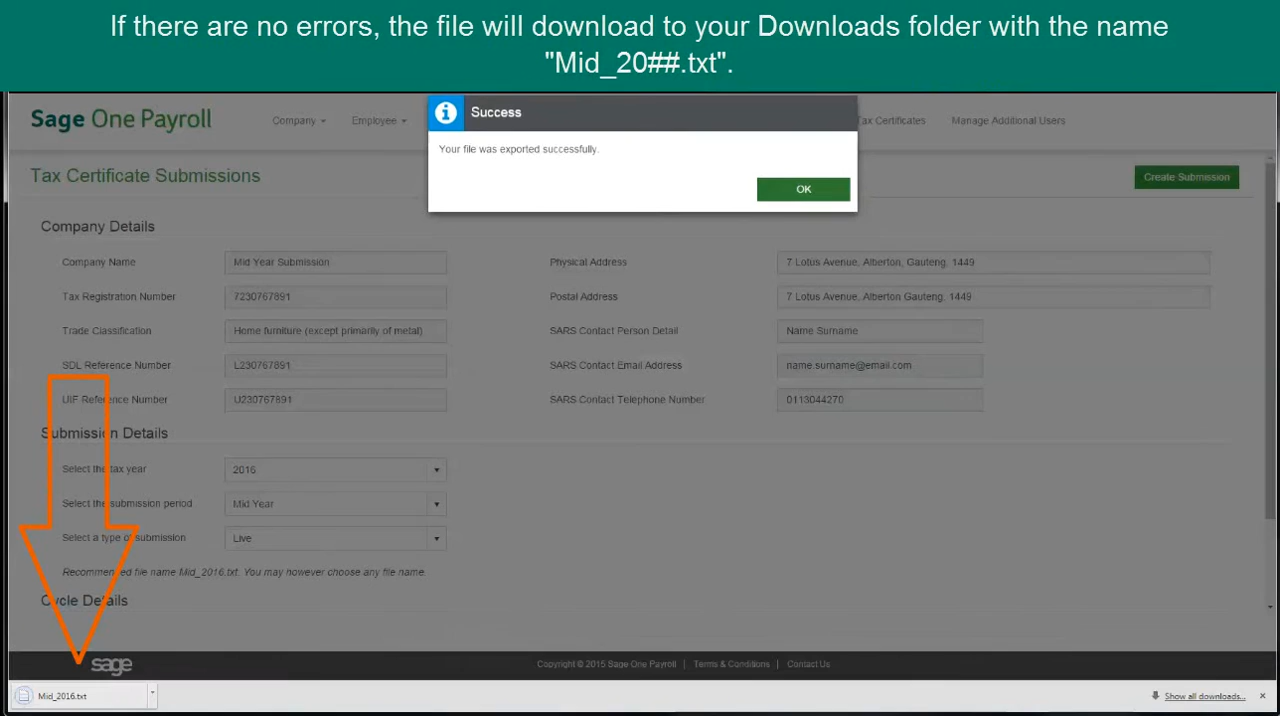 If there are no errors, the file will download to your Downloads folder with the name
"Mid_20##.txt".
Sage One Payroll
Company
Employee
Success
Tax Certificates
Manage Additional Users
Your file was exported successfully.
OK
Tax Certificate Submissions
Create Submission
Company Details
Company Name
Mid Year Submission
Physical Address
7 Lotus Avenue, Alberton, Gauteng, 1449
Tax Registration Number
7230767891
Postal Address
7 Lotus Avenue, Alberton Gauteng, 1449
Trade Classification
Home furniture (except primarily of metal)
SARS Contact Person Detail
Name Surname
SDL Reference Number
L230767891
SARS Contact Email Address
name.surname@email.com
UIF Reference Number
U230767891
SARS Contact Telephone Number
0113044270
Submission Details
Select the tax year
2016
Select the submission period
Mid Year
Select a type of submission
Live
Recommended file name Mid_2016.txt. You may however choose any file name.
Cycle Details
sage
Copyright © 2015 Sage One Payroll | Terms & Conditions | Contact Us
Mid_2016.txt
Show all downloads...